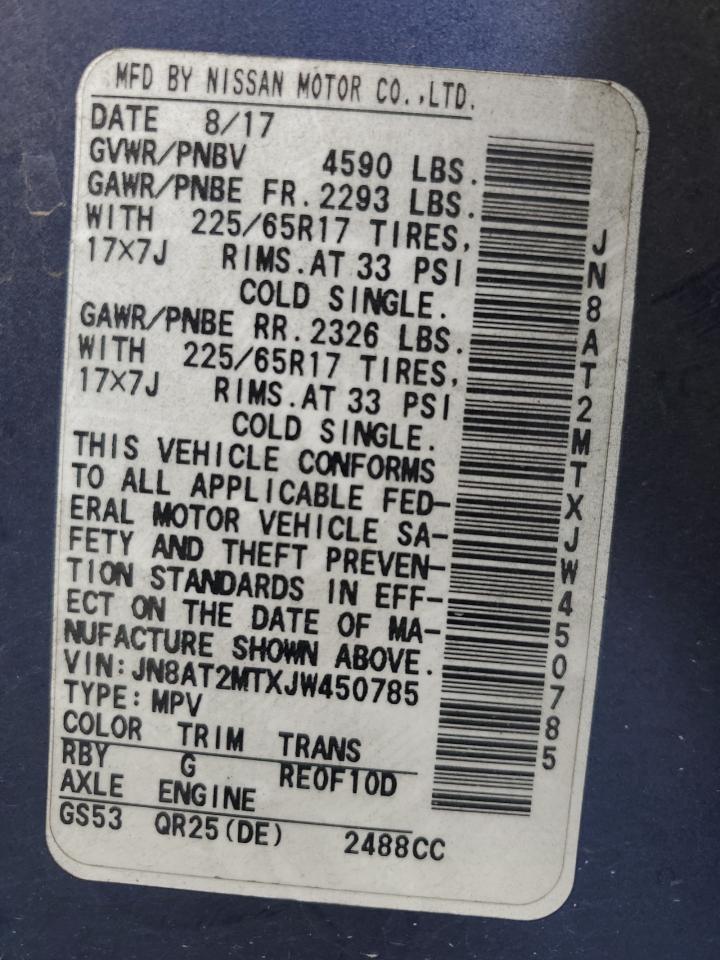 MFD BY NISSAN MOTOR CO.,LTD.
DATE 8/17
GVWR/PNBV 4590 LBS.
GAWR/PNBE FR. 2293 LBS.
WITH 225/65R17 TIRES,
17X7J RIMS.AT 33 PSI
COLD SINGLE.
GAWR/PNBE RR. 2326 LBS.
WITH 225/65R17 TIRES,
17X7J RIMS.AT 33 PSI
COLD SINGLE.
THIS VEHICLE CONFORMS
TO ALL APPLICABLE FED-
ERAL MOTOR VEHICLE SA-
FETY AND THEFT PREVEN-
TION STANDARDS IN EFF-
ECT ON THE DATE OF MA-
NUFACTURE SHOWN ABOVE.
VIN:JN8AT2MTXJW450785
TYPE:MPV
COLOR TRIM TRANS
RBY G RE0F10D
AXLE ENGINE
GS53 QR25(DE) 2488CC
JN8AT2MTXJW450785